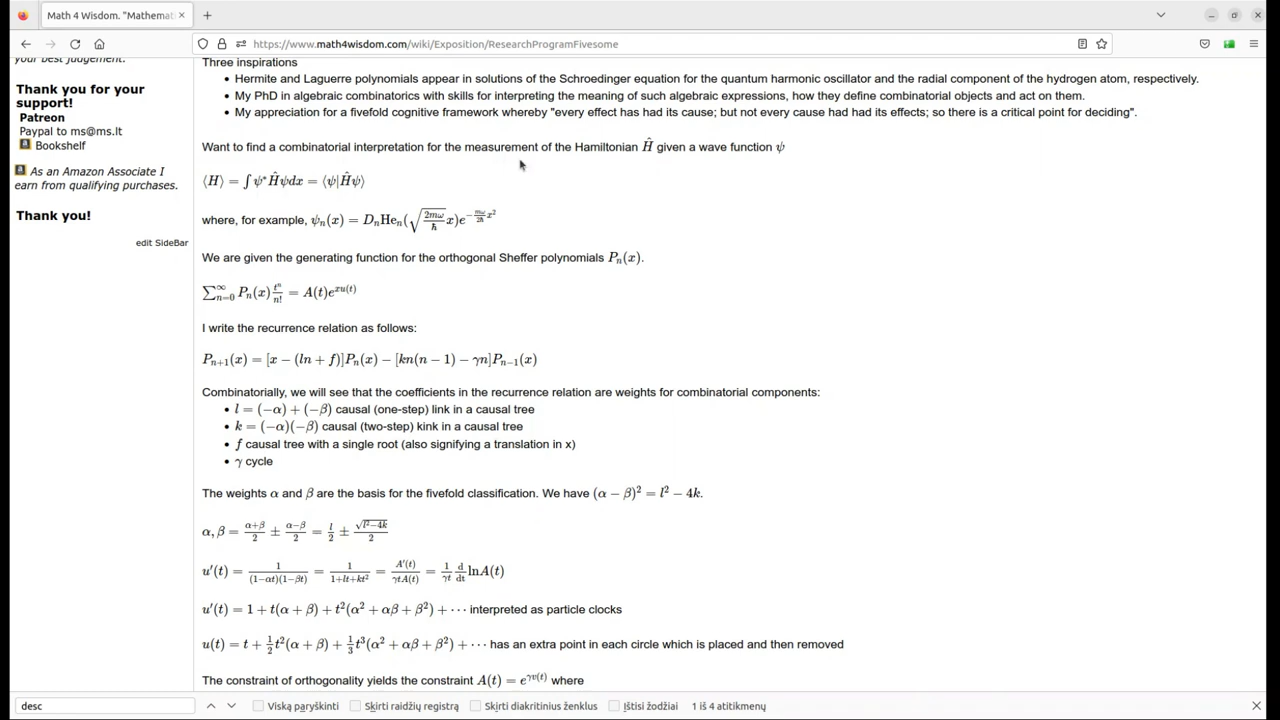 Math 4 Wisdom. "Mathemat
https://www.math4wisdom.com/wiki/Exposition/ResearchProgramFivesome
your best judgement.
Thank you for your
support!
Patreon
Paypal to ms@ms.lt
Bookshelf
As an Amazon Associate I
earn from qualifying purchases.
Thank you!
edit SideBar
Three inspirations
• Hermite and Laguerre polynomials appear in solutions of the Schroedinger equation for the quantum harmonic oscillator and the radial component of the hydrogen atom, respectively.
• My PhD in algebraic combinatorics with skills for interpreting the meaning of such algebraic expressions, how they define combinatorial objects and act on them.
• My appreciation for a fivefold cognitive framework whereby "every effect has had its cause; but not every cause had had its effects; so there is a critical point for deciding".
Want to find a combinatorial interpretation for the measurement of the Hamiltonian Ĥ given a wave function ψ
⟨H⟩ = ∫ψ*Ĥψdx = ⟨ψ|Ĥψ⟩
where, for example, ψₙ(x) = DₙHeₙ(√(2mω/ħ)x)e^(−(mω/2ħ)x²)
We are given the generating function for the orthogonal Sheffer polynomials Pₙ(x).
∑ₙ₌₀^∞ Pₙ(x) tⁿ/n! = A(t)e^(xu(t))
I write the recurrence relation as follows:
Pₙ₊₁(x) = [x − (ln + f)]Pₙ(x) − [kn(n − 1) − γn]Pₙ₋₁(x)
Combinatorially, we will see that the coefficients in the recurrence relation are weights for combinatorial components:
• l = (−α) + (−β) causal (one-step) link in a causal tree
• k = (−α)(−β) causal (two-step) kink in a causal tree
• f causal tree with a single root (also signifying a translation in x)
• γ cycle
The weights α and β are the basis for the fivefold classification. We have (α − β)² = l² − 4k.
α, β = (α+β)/2 ± (α−β)/2 = l/2 ± √(l²−4k)/2
u′(t) = 1/((1−αt)(1−βt)) = 1/(1+lt+kt²) = A′(t)/(γtA(t)) = (1/γt) (d/dt) lnA(t)
u′(t) = 1 + t(α + β) + t²(α² + αβ + β²) + ⋯ interpreted as particle clocks
u(t) = t + ½t²(α + β) + ⅓t³(α² + αβ + β²) + ⋯ has an extra point in each circle which is placed and then removed
The constraint of orthogonality yields the constraint A(t) = e^(γv(t)) where
desc
Viską paryškinti
Skirti raidžių registrą
Skirti diakritinius ženklus
Ištisi žodžiai
1 iš 4 atitikmenų